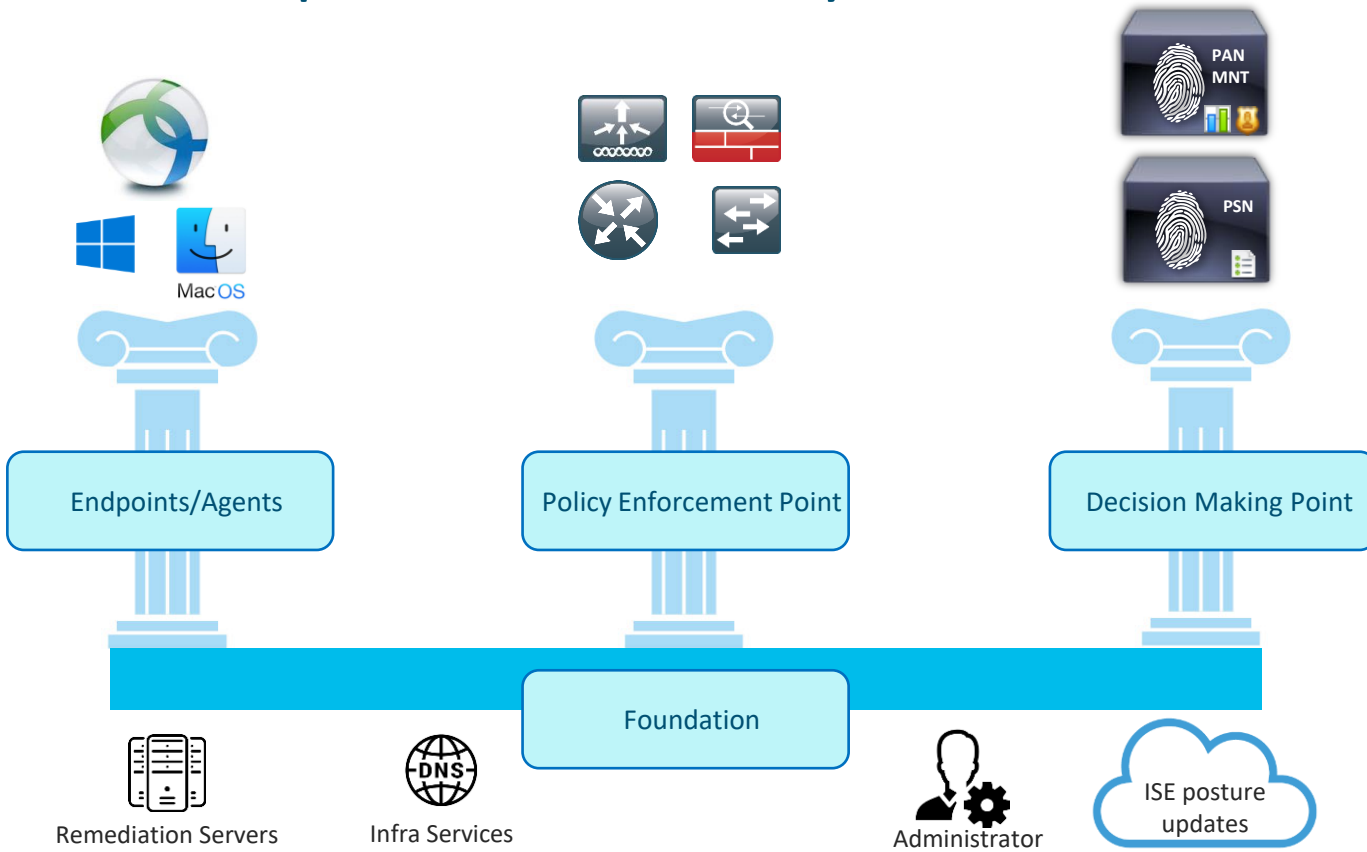 PAN
MNT
PSN
Mac OS
Endpoints/Agents
Policy Enforcement Point
Decision Making Point
Foundation
DNS
Remediation Servers
Infra Services
Administrator
ISE posture
updates